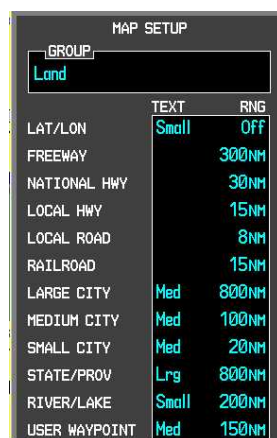 MAP SETUP
GROUP
Land
TEXT RNG
LAT/LON Small Off
FREEWAY 300NM
NATIONAL HWY 30NM
LOCAL HWY 15NM
LOCAL ROAD 8NM
RAILROAD 15NM
LARGE CITY Med 800NM
MEDIUM CITY Med 100NM
SMALL CITY Med 20NM
STATE/PROV Lrg 800NM
RIVER/LAKE Small 200NM
USER WAYPOINT Med 150NM